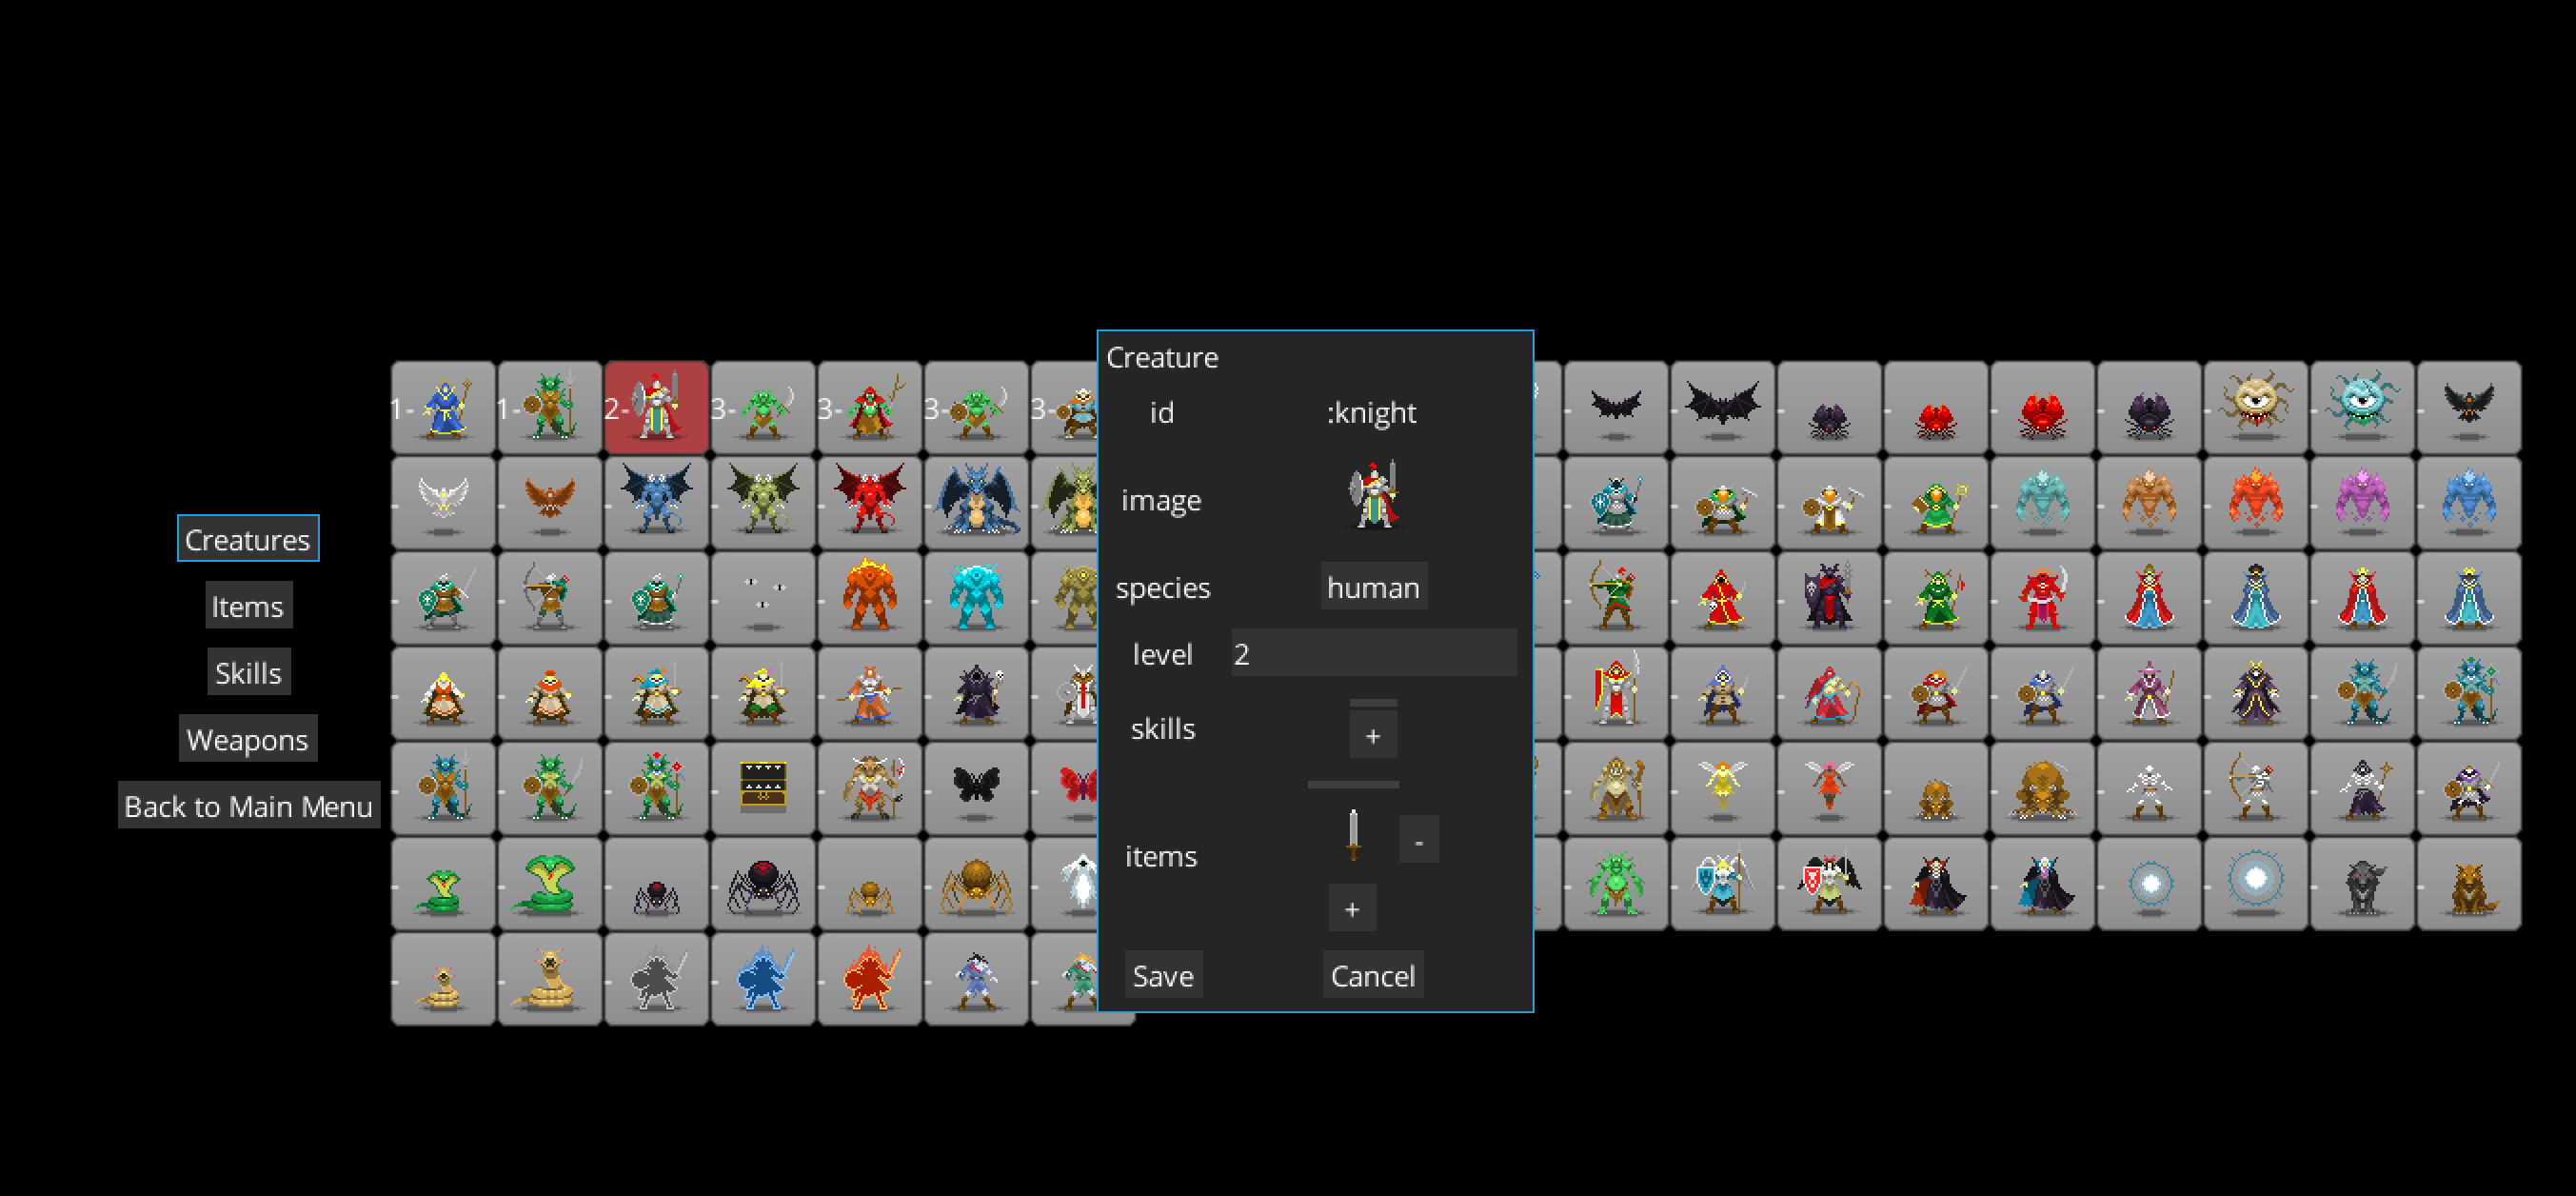 Creatures
Items
Skills
Weapons
Back to Main Menu
1- 1- 2- 3- 3- 3- 3-
- - - - - - - - - - -
- - - - - - - - - - - - - - - -
- - - - - - - - - - - - - - - -
- - - - - - - - - - - - - - - -
- - - - - - - - - - - - - - - -
- - - - - - - - - - - - - - - -
- - - - - - -
Creature
id :knight
image
species human
level 2
skills +
items -
+
Save Cancel